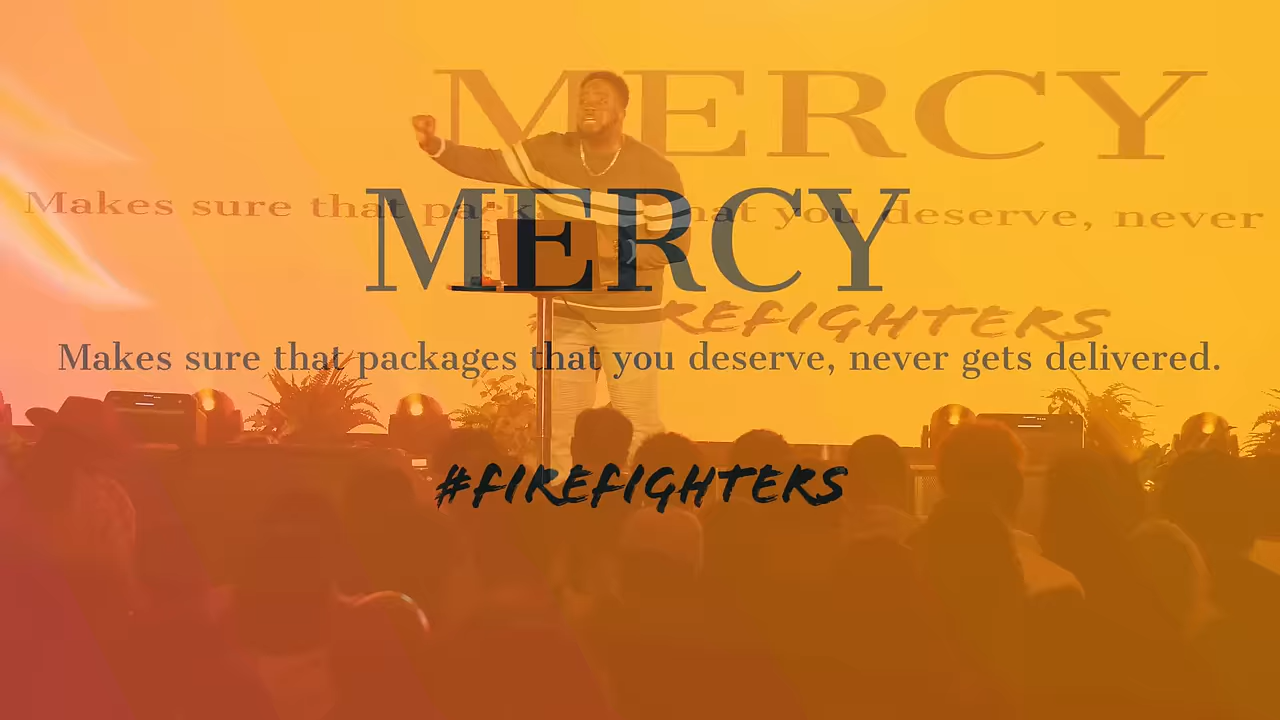 MERCY
Makes sure that pack that you deserve, never
MERCY
REFIGHTERS
Makes sure that packages that you deserve, never gets delivered.
#FIREFIGHTERS